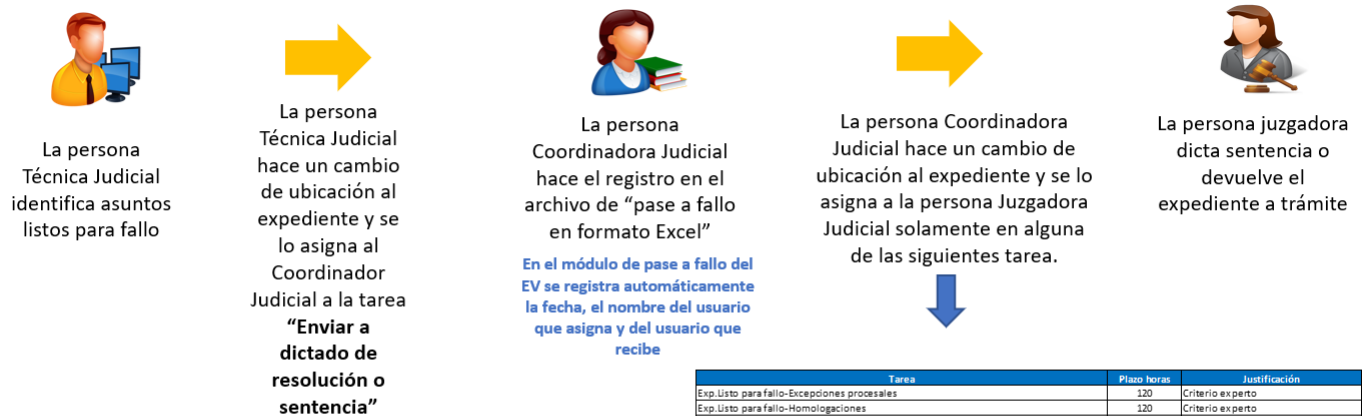 La persona
Técnica Judicial
identifica asuntos
listos para fallo
La persona
Técnica Judicial
hace un cambio
de ubicación al
expediente y se
lo asigna al
Coordinador
Judicial a la tarea
“Enviar a
dictado de
resolución o
sentencia”
La persona
Coordinadora Judicial
hace el registro en el
archivo de “pase a fallo
en formato Excel”
En el módulo de pase a fallo del
EV se registra automáticamente
la fecha, el nombre del usuario
que asigna y del usuario que
recibe
La persona Coordinadora
Judicial hace un cambio de
ubicación al expediente y se lo
asigna a la persona Juzgadora
Judicial solamente en alguna
de las siguientes tarea.
La persona juzgadora
dicta sentencia o
devuelve el
expediente a trámite
Tarea Plazo horas Justificación
Exp.Listo para fallo-Excepciones procesales 120 Criterio experto
Exp.Listo para fallo-Homologaciones 120 Criterio experto